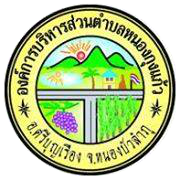 องค์การบริหารส่วนตำบลหนองกุงแก้ว
อ.ศรีบุญเรือง จ.หนองบัวลำภู